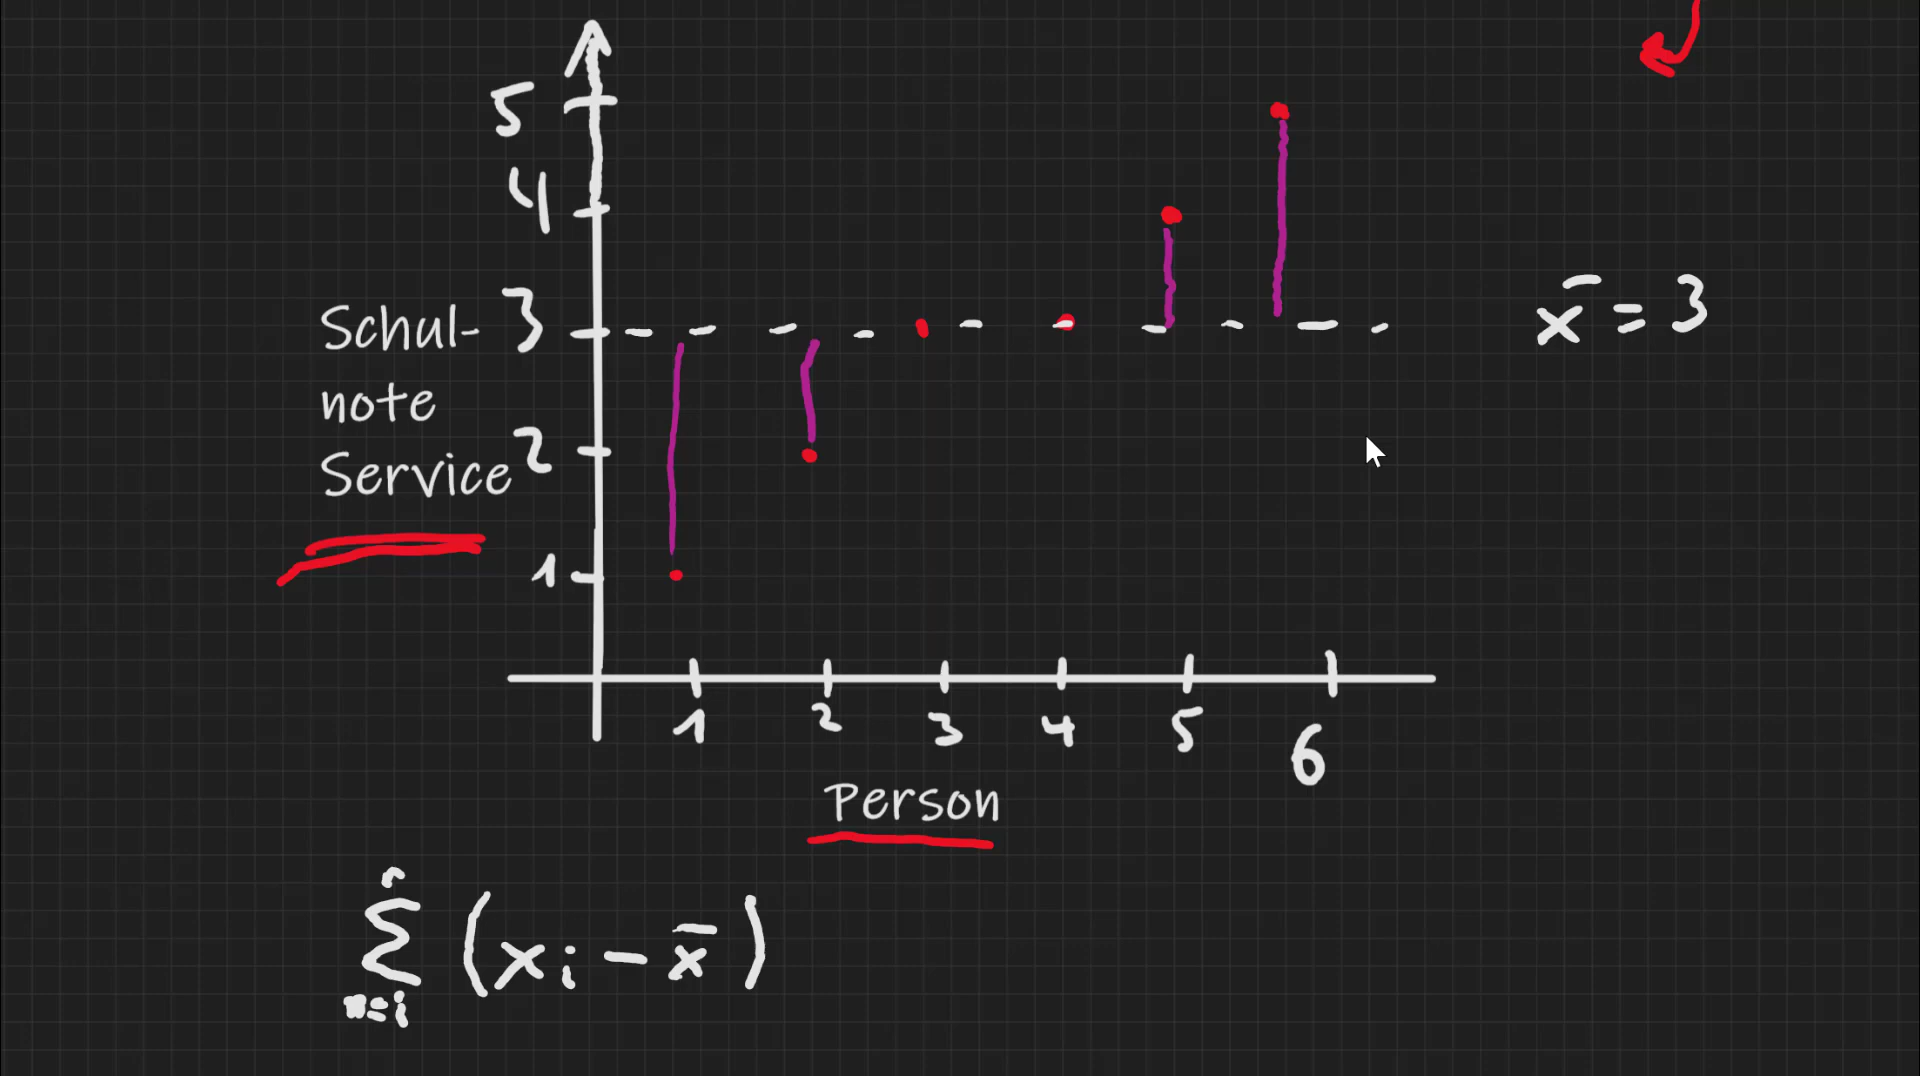 5
4
3
2
1
Schul-
note
Service
x̄ = 3
1 2 3 4 5 6
Person
n
Σ (xᵢ - x̄)
n=i